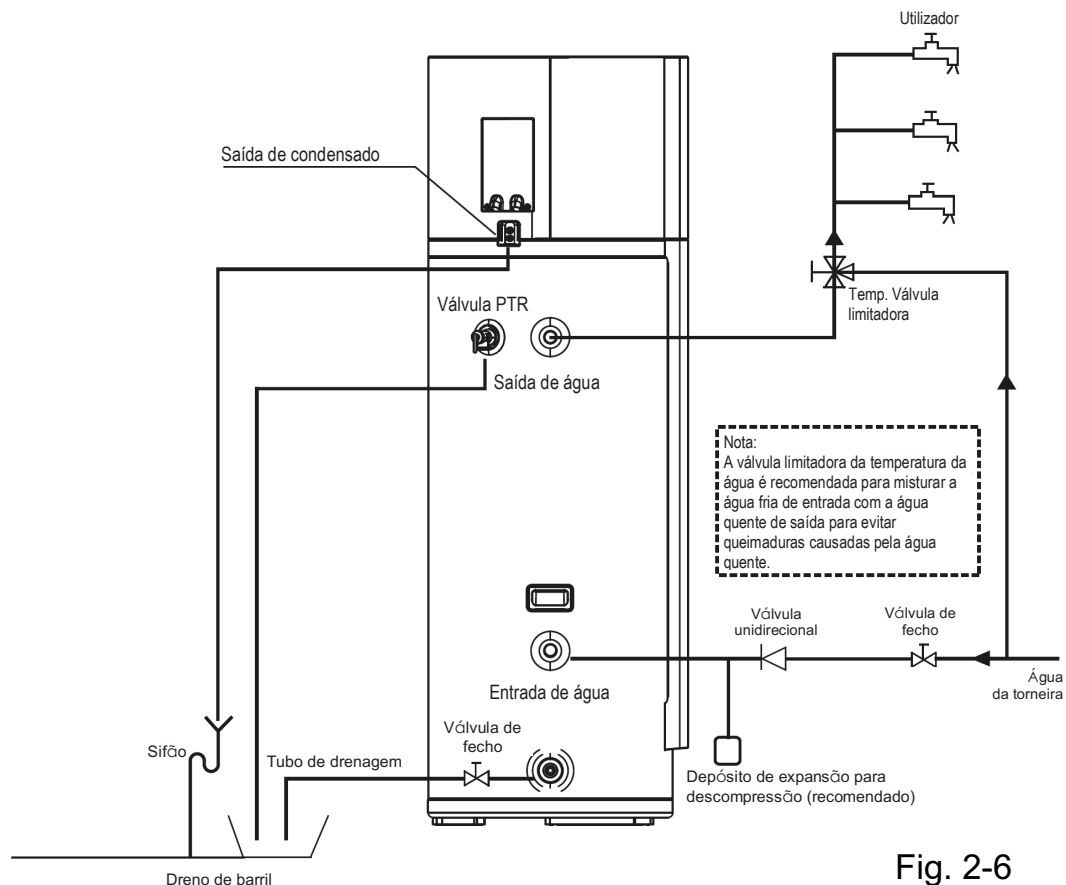 Utilizador
Saída de condensado
Temp. Válvula
limitadora
Válvula PTR
Saída de água
Nota:
A válvula limitadora da temperatura da
água é recomendada para misturar a
água fria de entrada com a água
quente de saída para evitar
queimaduras causadas pela água
quente.
Válvula
unidirecional
Válvula de
fecho
Água
da torneira
Entrada de água
Válvula de
fecho
Sifão
Tubo de drenagem
Depósito de expansão para
descompressão (recomendado)
Dreno de barril
Fig. 2-6